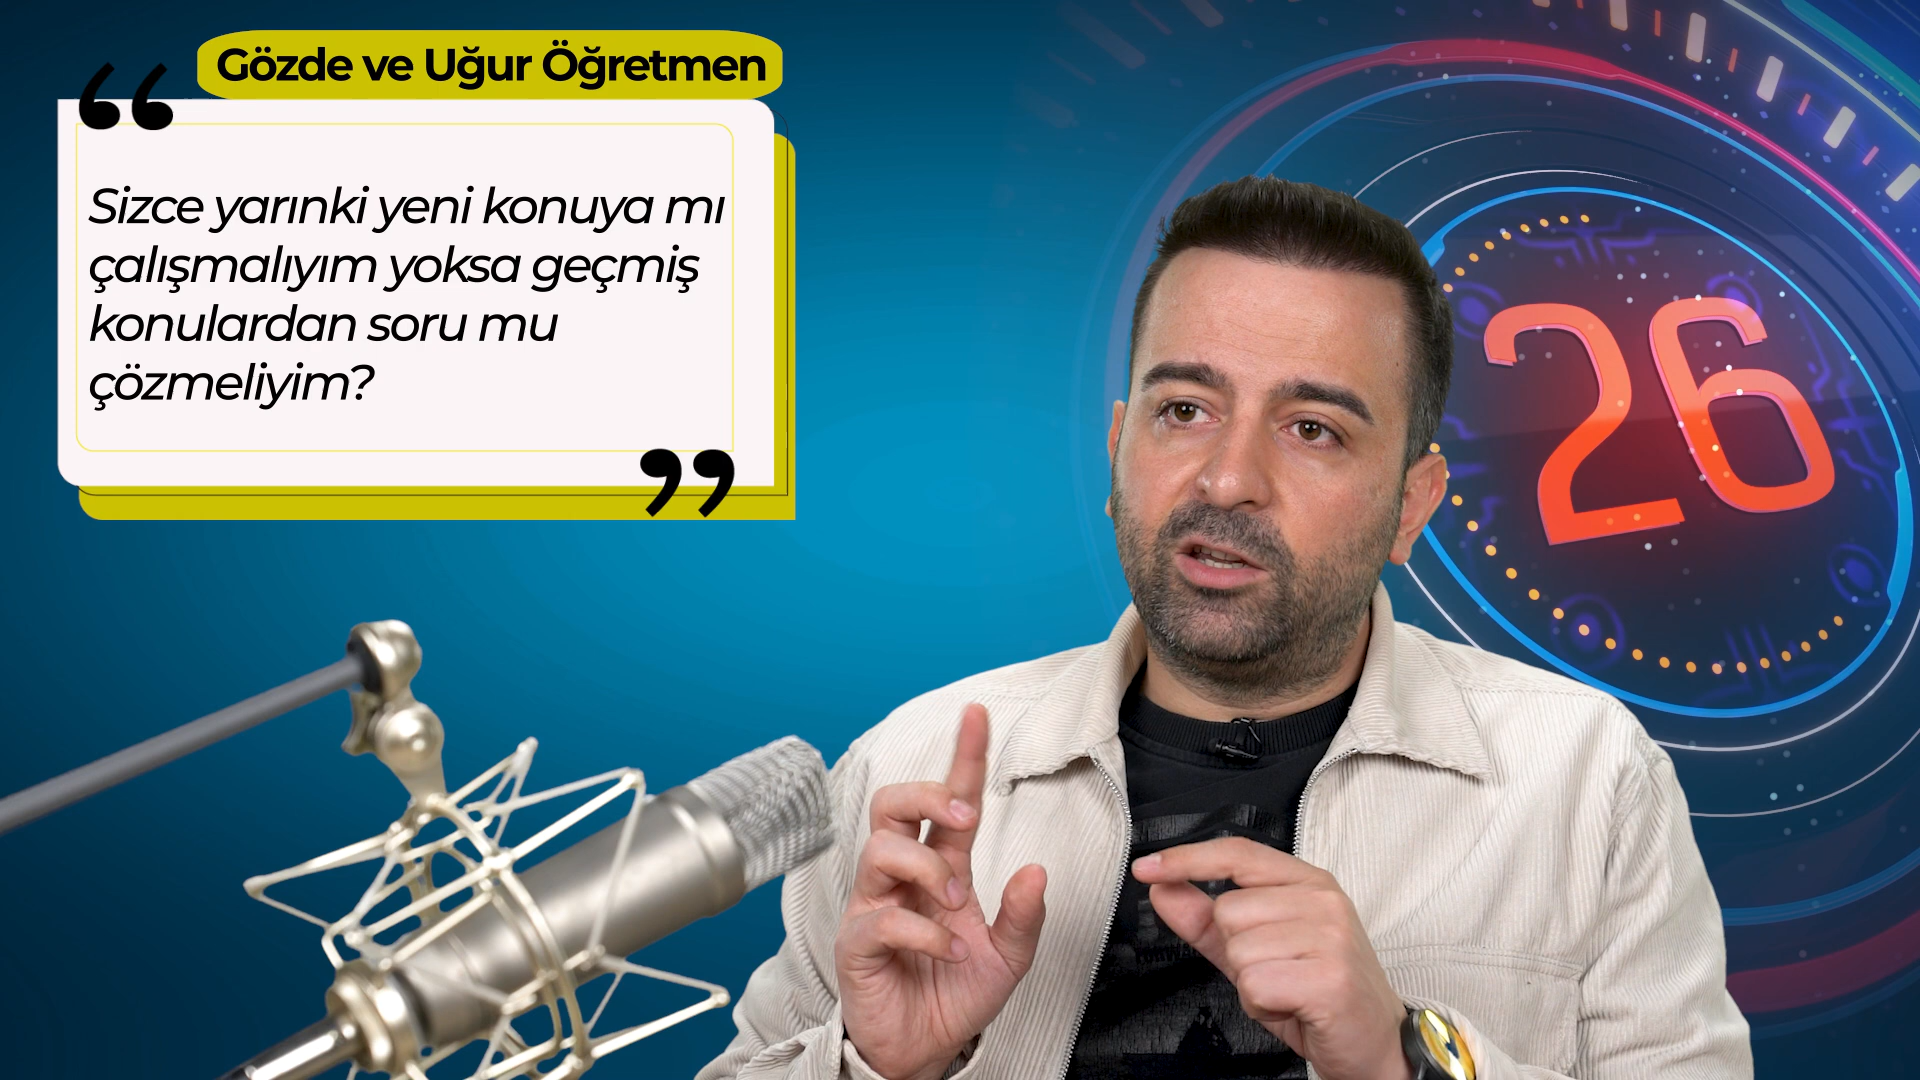 Gözde ve Uğur Öğretmen
Sizce yarınki yeni konuya mı
çalışmalıyım yoksa geçmiş
konulardan soru mu
çözmeliyim?
26